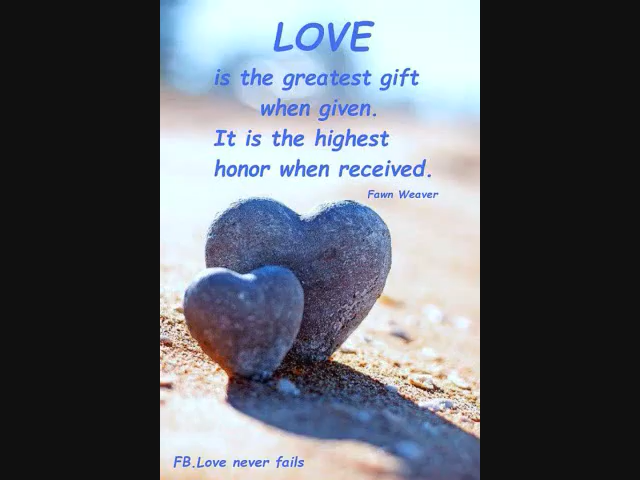 LOVE
is the greatest gift
when given.
It is the highest
honor when received.
Fawn Weaver
FB.Love never fails